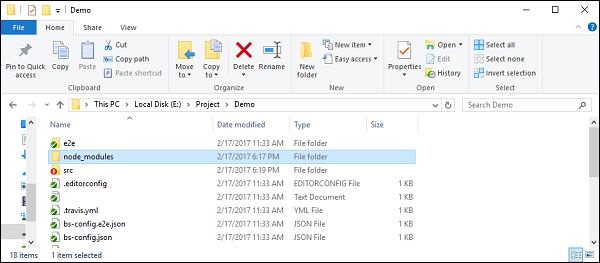 Demo
File Home Share View
Pin to Quick access Copy Paste Cut Copy path Paste shortcut Move to Copy to Delete Rename New folder New item Easy access Properties Open Edit History Select all Select none Invert selection
Clipboard Organize New Open Select
This PC Local Disk (E:) Project Demo Search Demo
Name Date modified Type Size
e2e 2/17/2017 11:33 AM File folder
node_modules 2/17/2017 6:17 PM File folder
src 2/17/2017 6:19 PM File folder
.editorconfig 2/17/2017 11:33 AM EDITORCONFIG File 1 KB
2/17/2017 11:33 AM Text Document 1 KB
.travis.yml 2/17/2017 11:33 AM YML File 1 KB
bs-config.e2e.json 2/17/2017 11:33 AM JSON File 1 KB
bs-config.json 2/17/2017 11:33 AM JSON File 1 KB
18 items 1 item selected